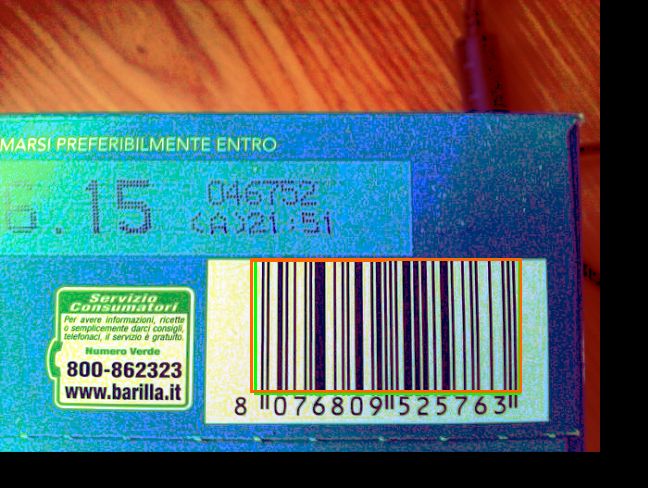 MARSI PREFERIBILMENTE ENTRO
.15
046752
(A)21:51
Servizio
Consumatori
Per avere informazioni, ricette
o semplicemente darci consigli,
telefonaci, il servizio è gratuito.
Numero Verde
800-862323
www.barilla.it
8 076809 525763